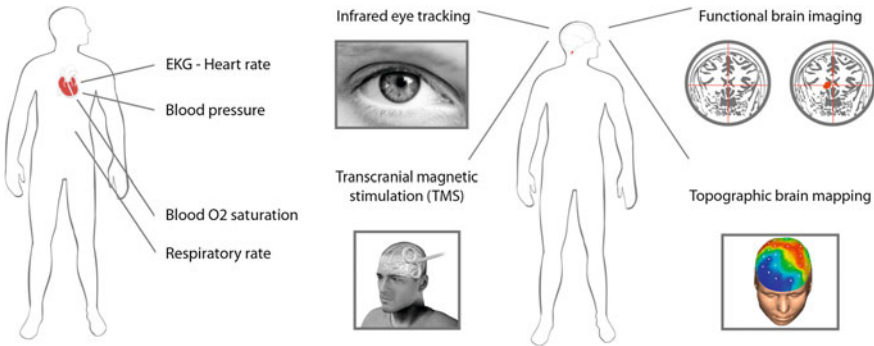 EKG - Heart rate
Blood pressure
Blood O2 saturation
Respiratory rate
Infrared eye tracking
Functional brain imaging
Transcranial magnetic
stimulation (TMS)
Topographic brain mapping